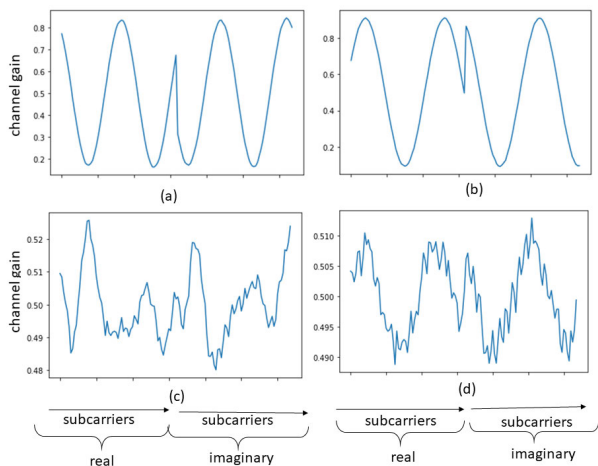 channel gain
0.8
0.7
0.6
0.5
0.4
0.3
0.2
(a)
0.8
0.6
0.4
0.2
(b)
channel gain
0.52
0.51
0.50
0.49
0.48
(c)
0.510
0.505
0.500
0.495
0.490
(d)
subcarriers subcarriers
real imaginary
subcarriers subcarriers
real imaginary